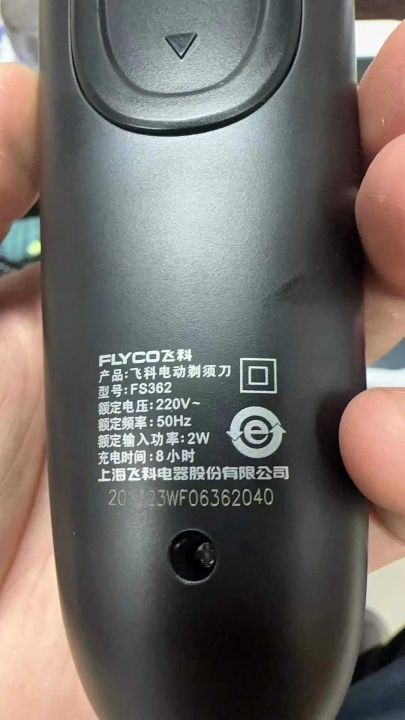 FLYCO飞科
产品:飞科电动剃须刀
型号:FS362
额定电压:220V~
额定频率:50Hz
额定输入功率:2W
充电时间:8小时
上海飞科电器股份有限公司